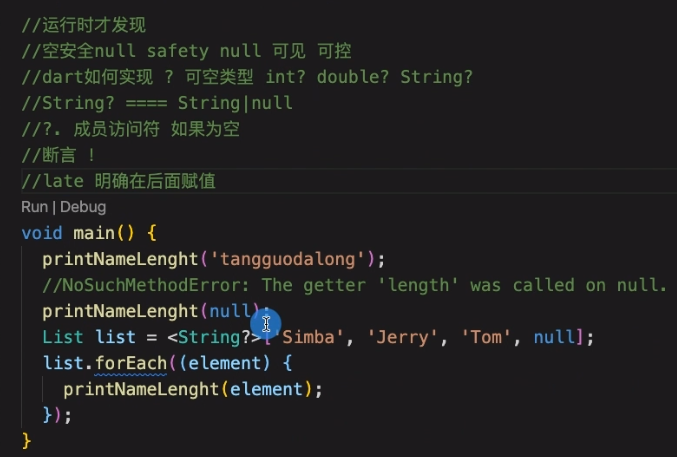 //运行时才发现
//空安全null safety null 可见 可控
//dart如何实现 ? 可空类型 int? double? String?
//String? ==== String|null
//?. 成员访问符 如果为空
//断言 !
//late 明确在后面赋值
Run | Debug
void main() {
  printNameLenght('tangguodalong');
  //NoSuchMethodError: The getter 'length' was called on null.
  printNameLenght(null);
  List list = <String?>['Simba', 'Jerry', 'Tom', null];
  list.forEach((element) {
    printNameLenght(element);
  });
}